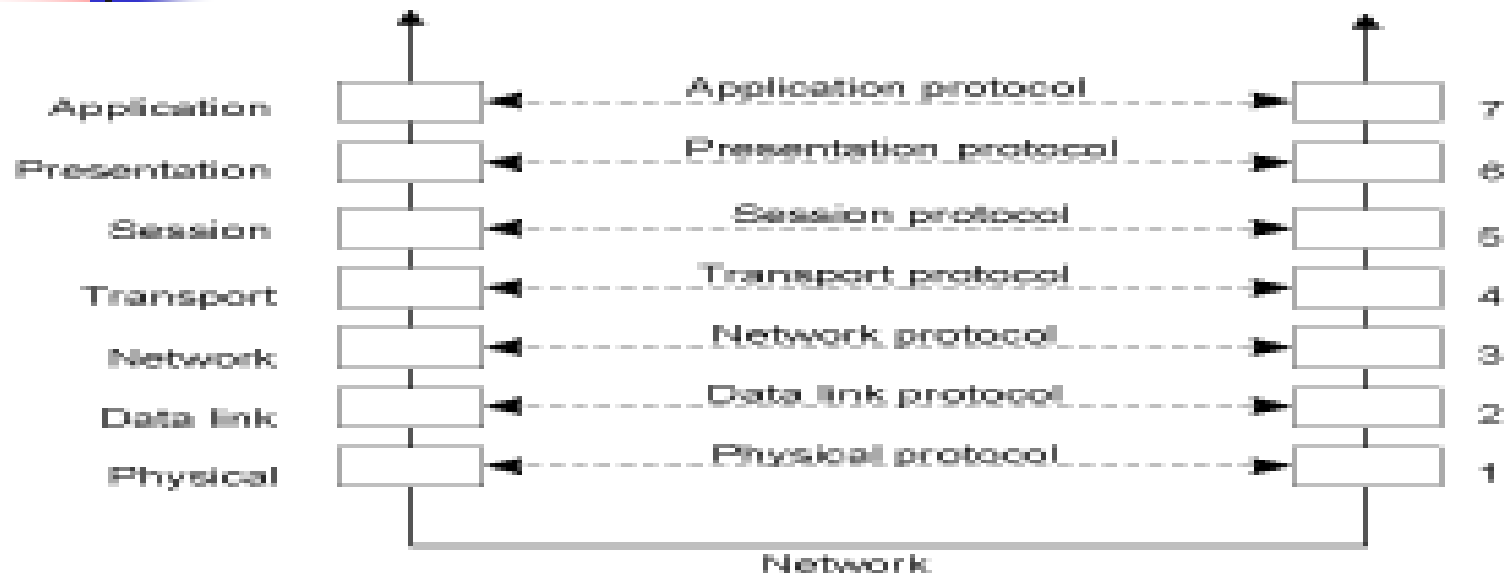 Application Application protocol 7
Presentation Presentation protocol 6
Session Session protocol 5
Transport Transport protocol 4
Network Network protocol 3
Data link Data link protocol 2
Physical Physical protocol 1
Network